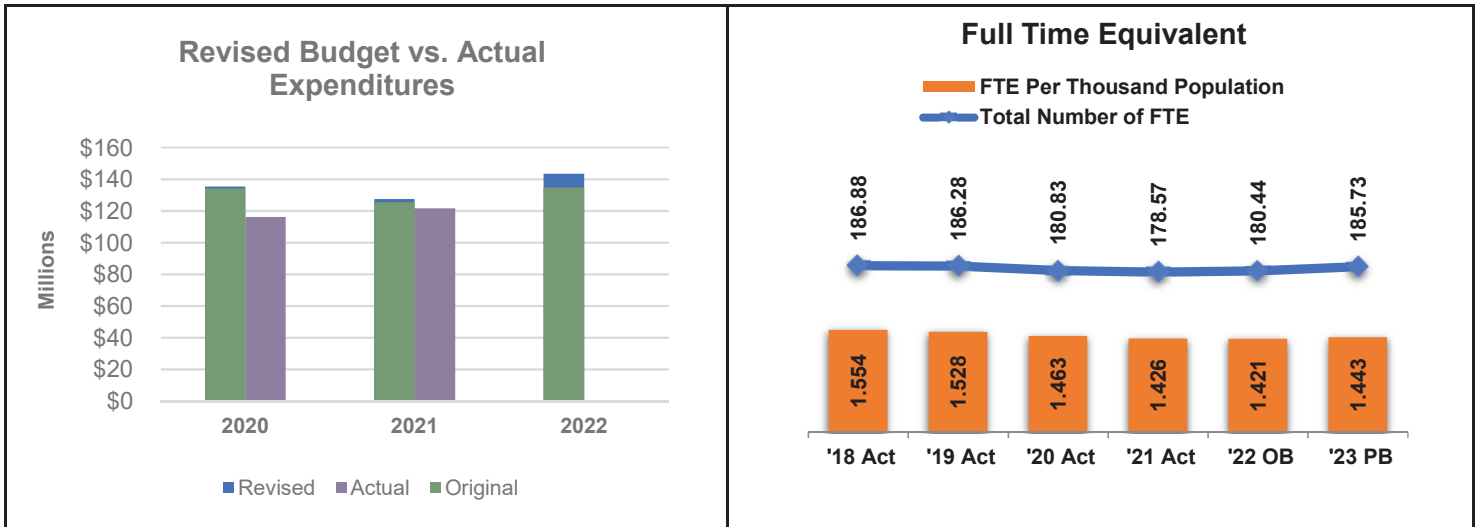 Revised Budget vs. Actual
Expenditures
Millions
$160
$140
$120
$100
$80
$60
$40
$20
$0
2020 2021 2022
Revised Actual Original
Full Time Equivalent
FTE Per Thousand Population
Total Number of FTE
186.88 186.28 180.83 178.57 180.44 185.73
1.554 1.528 1.463 1.426 1.421 1.443
'18 Act '19 Act '20 Act '21 Act '22 OB '23 PB